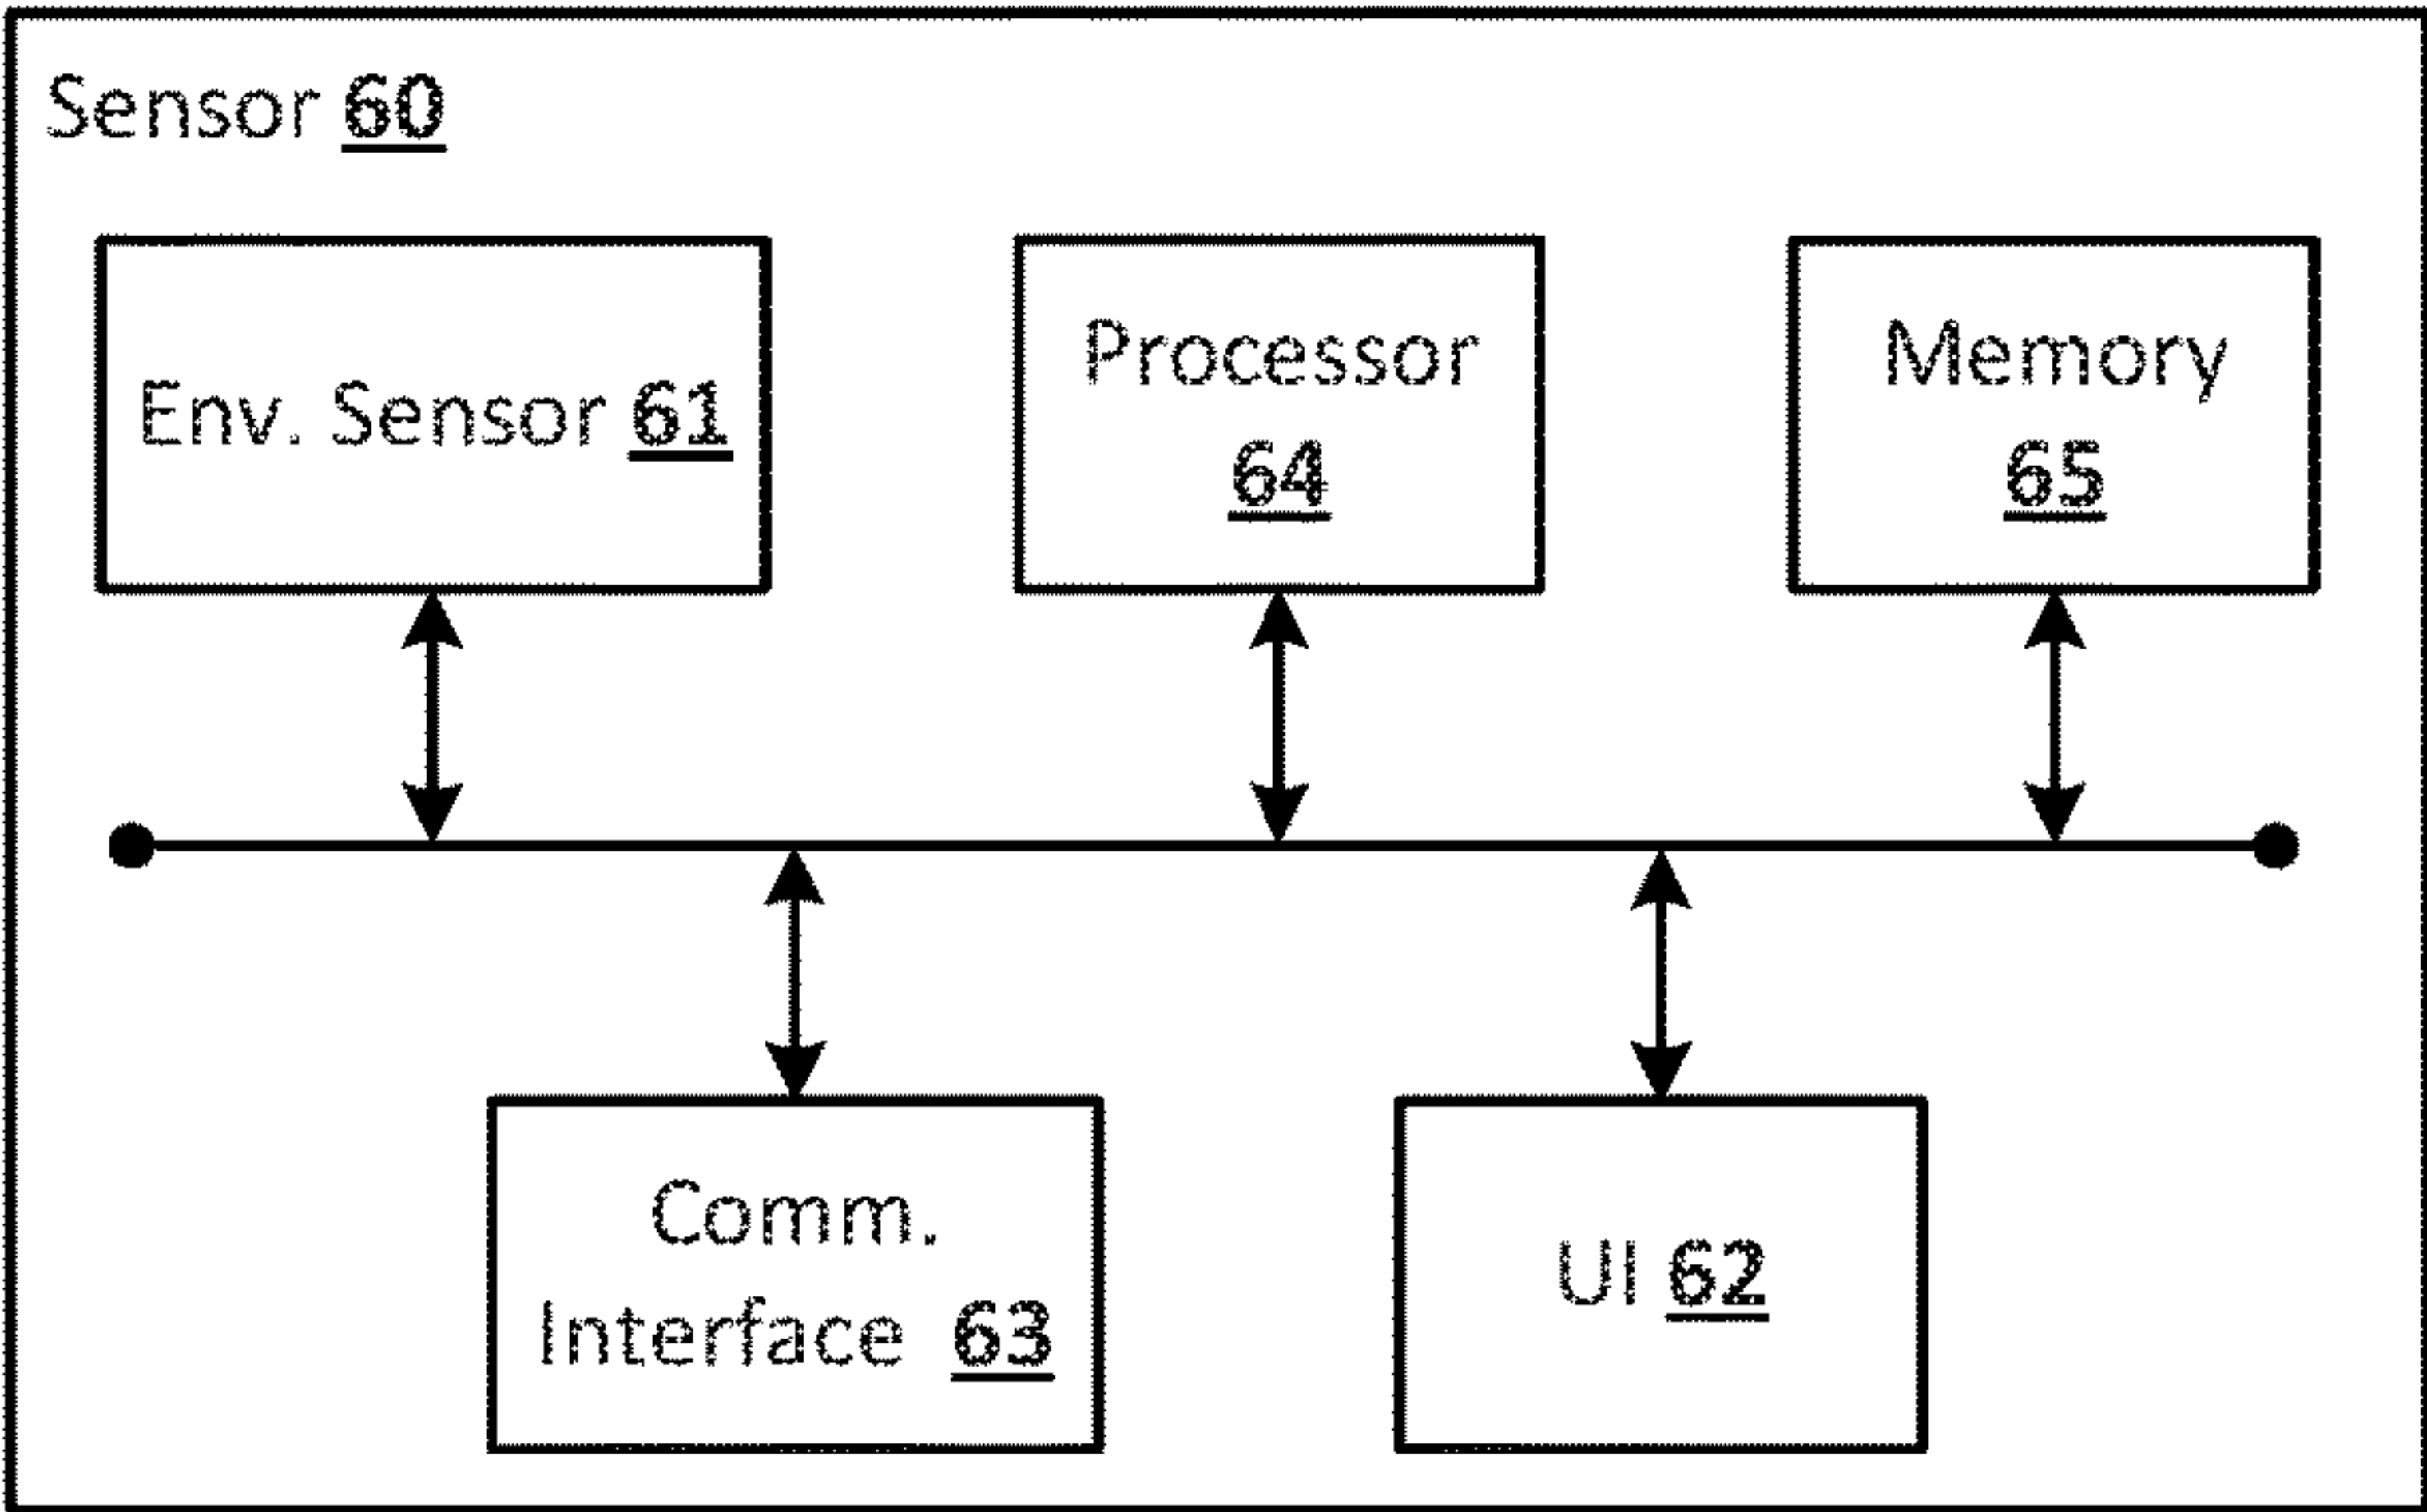 Sensor 60
Env. Sensor 61
Processor
64
Memory
65
Comm.
Interface 63
UI 62